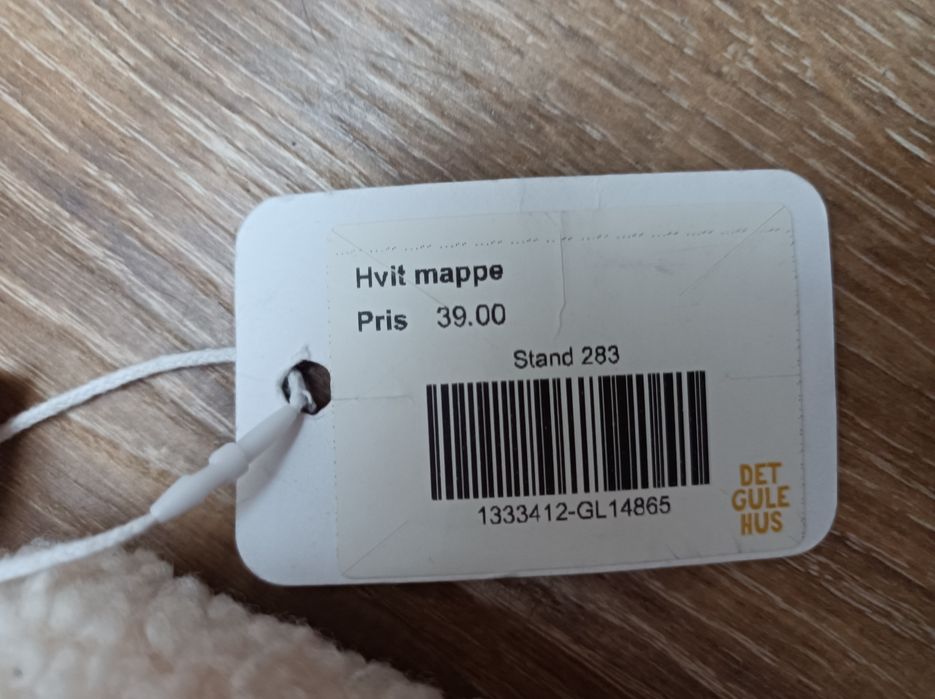 Hvit mappe
Pris 39.00
Stand 283
1333412-GL14865
DET
GULE
HUS